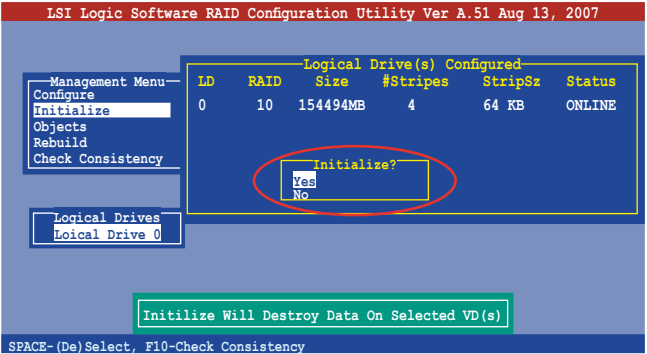 LSI Logic Software RAID Configuration Utility Ver A.51 Aug 13, 2007
Logical Drive(s) Configured
LD RAID Size #Stripes StripSz Status
0 10 154494MB 4 64 KB ONLINE
Management Menu
Configure
Initialize
Objects
Rebuild
Check Consistency
Initialize?
Yes
No
Logical Drives
Loical Drive 0
Initilize Will Destroy Data On Selected VD(s)
SPACE-(De)Select, F10-Check Consistency